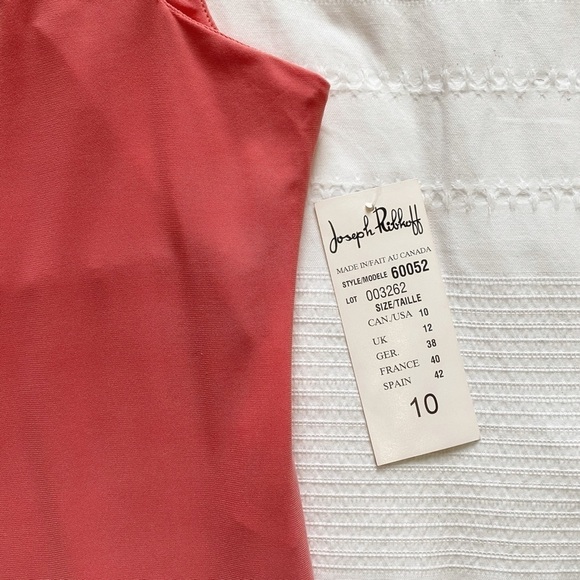 Joseph Ribkoff
MADE IN/FAIT AU CANADA
STYLE/MODELE 60052
LOT 003262
SIZE/TAILLE
CAN./USA 10
UK 12
GER. 38
FRANCE 40
SPAIN 42
10